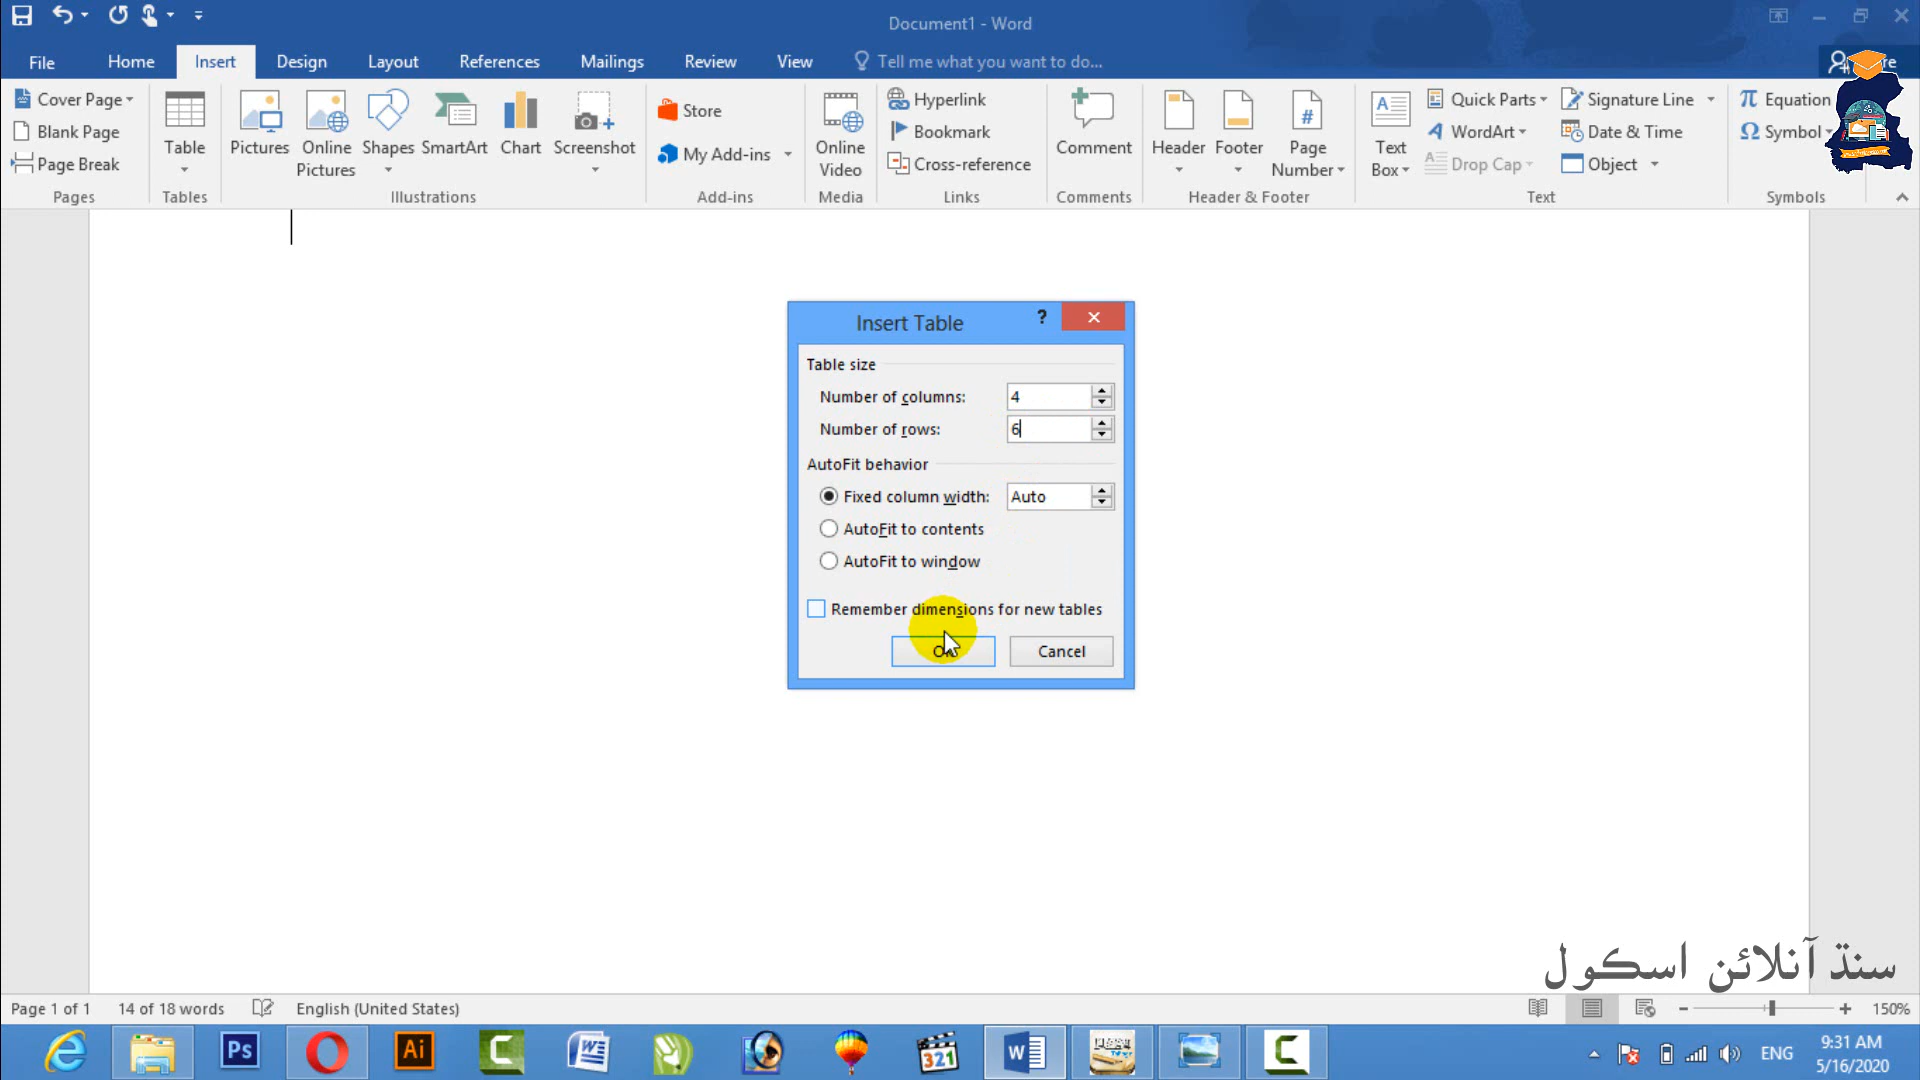 Document1 - Word
File
Home
Insert
Design
Layout
References
Mailings
Review
View
Tell me what you want to do...
Cover Page
Blank Page
Page Break
Pages
Table
Tables
Pictures
Online Pictures
Shapes
SmartArt
Chart
Screenshot
Illustrations
Store
My Add-ins
Add-ins
Online Video
Media
Hyperlink
Bookmark
Cross-reference
Links
Comment
Comments
Header
Footer
Page Number
Header & Footer
Text Box
Quick Parts
WordArt
Drop Cap
Signature Line
Date & Time
Object
Text
Equation
Symbol
Symbols
Insert Table
?
Table size
Number of columns: 4
Number of rows: 6
AutoFit behavior
Fixed column width: Auto
AutoFit to contents
AutoFit to window
Remember dimensions for new tables
Cancel
سنڌ آنلائن اسڪول
Page 1 of 1
14 of 18 words
English (United States)
150%
Ps
Ai
321
ENG
9:31 AM
5/16/2020